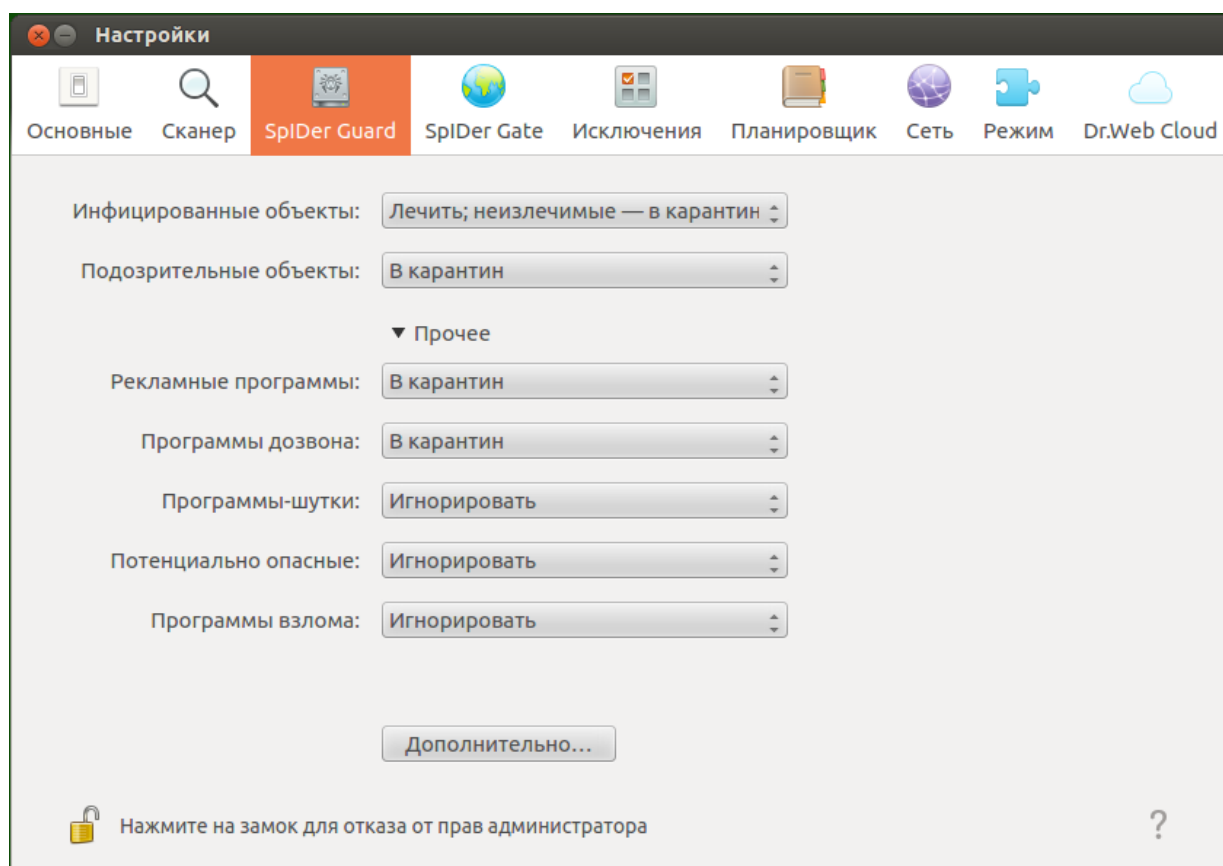 Настройки
Основные Сканер SpIDer Guard SpIDer Gate Исключения Планировщик Сеть Режим Dr.Web Cloud
Инфицированные объекты: Лечить; неизлечимые — в карантин
Подозрительные объекты: В карантин
Прочее
Рекламные программы: В карантин
Программы дозвона: В карантин
Программы-шутки: Игнорировать
Потенциально опасные: Игнорировать
Программы взлома: Игнорировать
Дополнительно...
Нажмите на замок для отказа от прав администратора ?